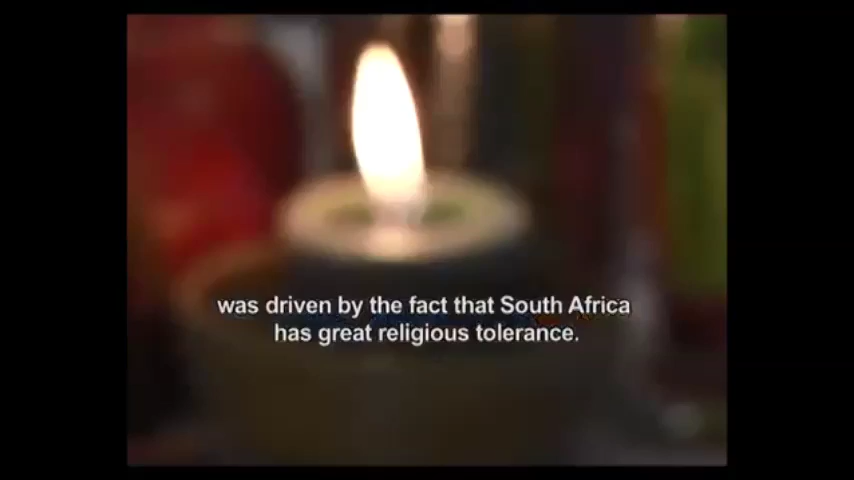 was driven by the fact that South Africa
has great religious tolerance.